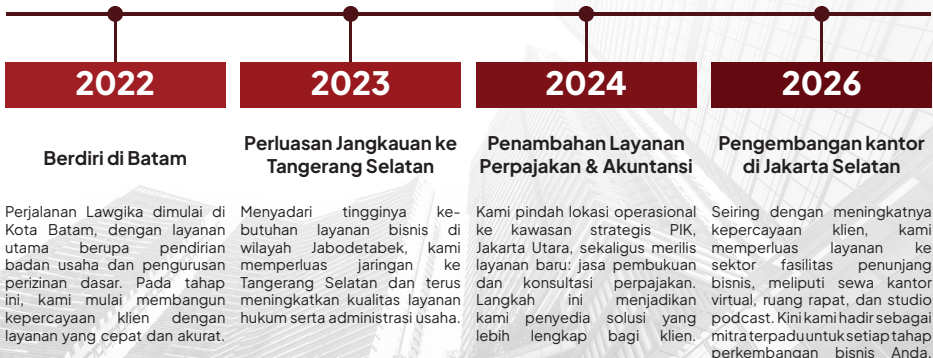 2022
Berdiri di Batam
Perjalanan Lawgika dimulai di
Kota Batam, dengan layanan
utama berupa pendirian
badan usaha dan pengurusan
perizinan dasar. Pada tahap
ini, kami mulai membangun
kepercayaan klien dengan
layanan yang cepat dan akurat.
2023
Perluasan Jangkauan ke
Tangerang Selatan
Menyadari tingginya ke-
butuhan layanan bisnis di
wilayah Jabodetabek, kami
memperluas jaringan ke
Tangerang Selatan dan terus
meningkatkan kualitas layanan
hukum serta administrasi usaha.
2024
Penambahan Layanan
Perpajakan & Akuntansi
Kami pindah lokasi operasional
ke kawasan strategis PIK,
Jakarta Utara, sekaligus merilis
layanan baru: jasa pembukuan
dan konsultasi perpajakan.
Langkah ini menjadikan
kami penyedia solusi yang
lebih lengkap bagi klien.
2026
Pengembangan kantor
di Jakarta Selatan
Seiring dengan meningkatnya
kepercayaan klien, kami
memperluas layanan ke
sektor fasilitas penunjang
bisnis, meliputi sewa kantor
virtual, ruang rapat, dan studio
podcast. Kini kami hadir sebagai
mitra terpadu untuk setiap tahap
perkembangan bisnis Anda.